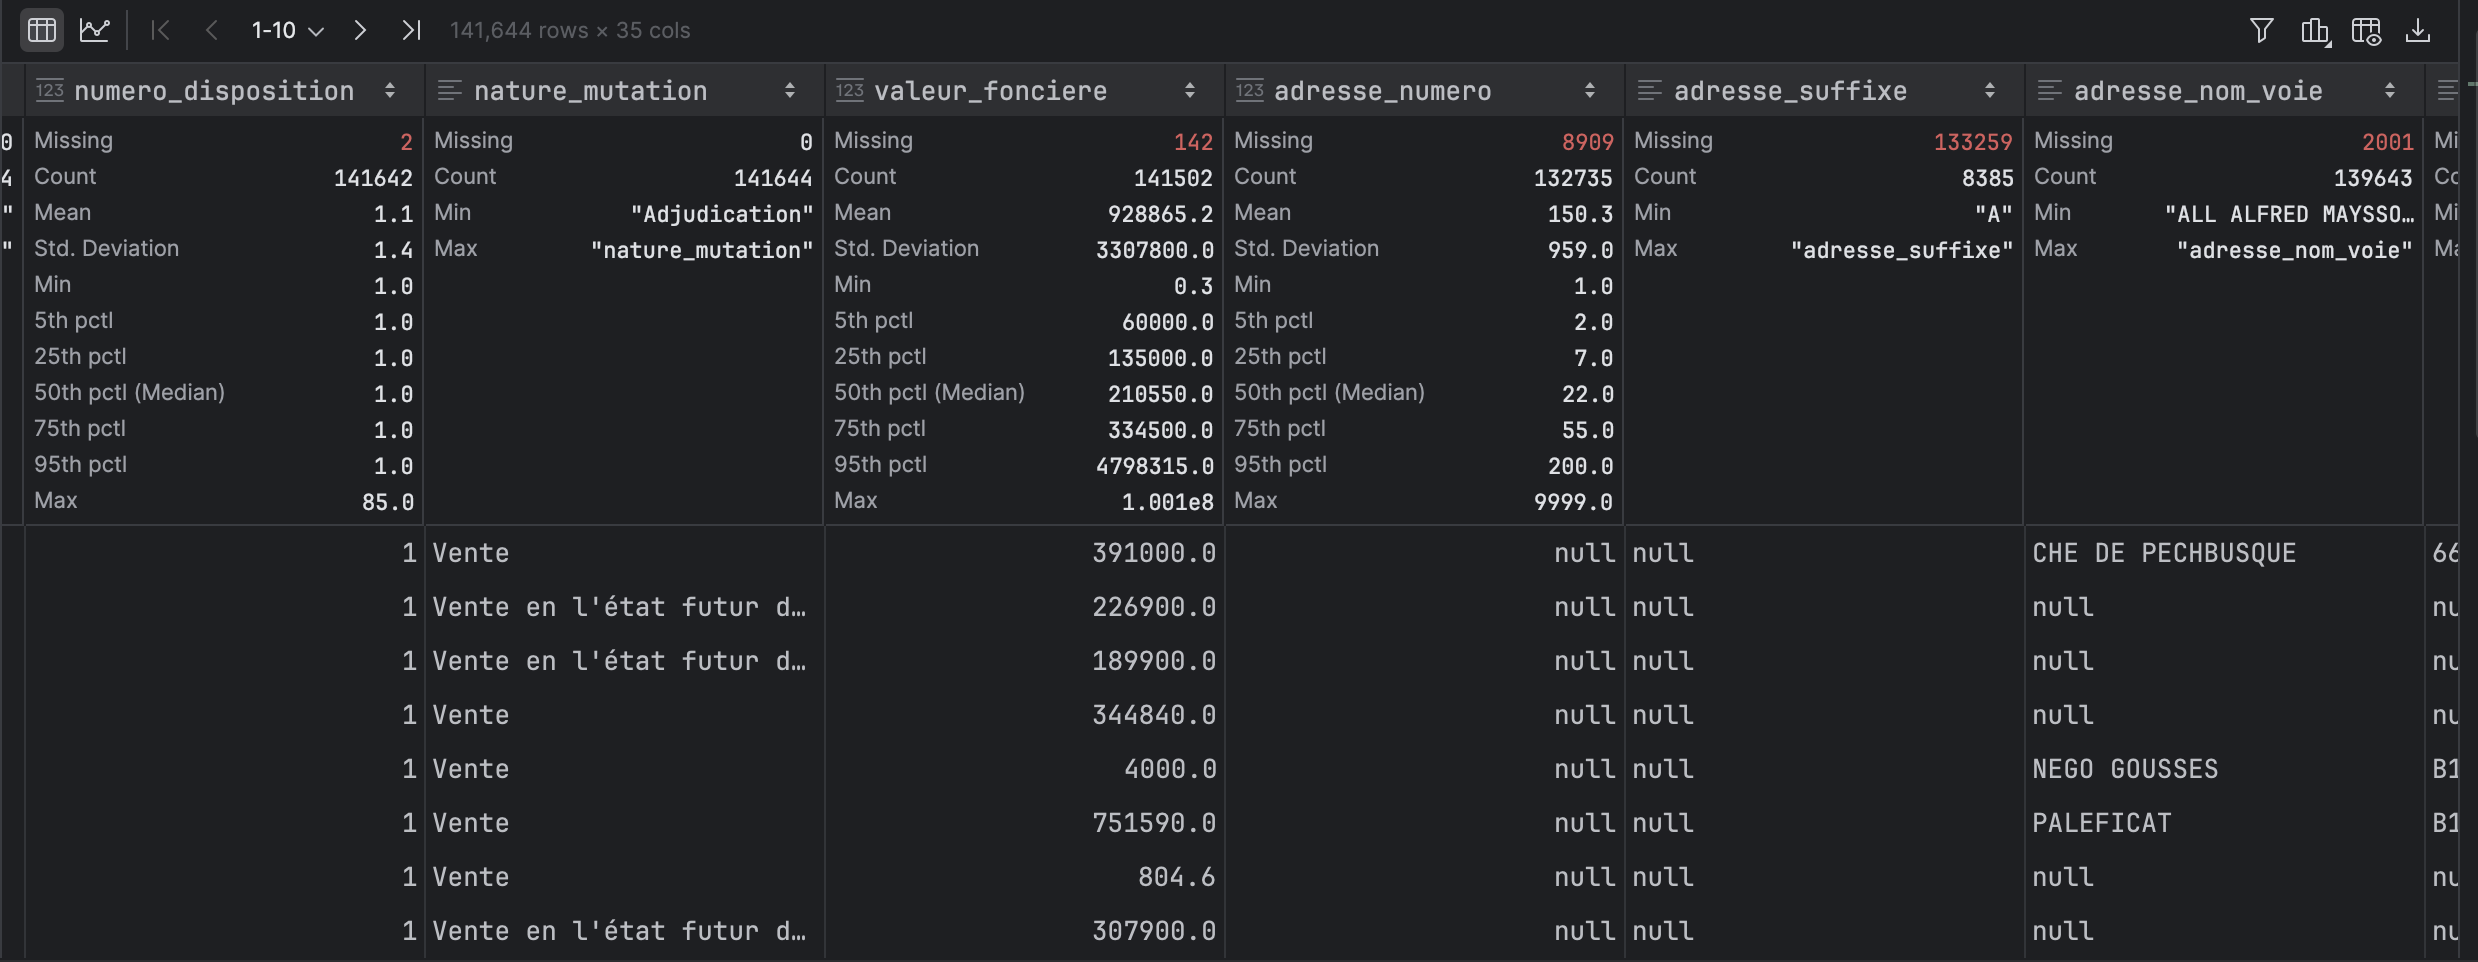 1-10 141,644 rows × 35 cols
123 numero_disposition nature_mutation 123 valeur_fonciere 123 adresse_numero adresse_suffixe adresse_nom_voie
0 Missing 2 Missing 0 Missing 142 Missing 8909 Missing 133259 Missing 2001 Mi
4 Count 141642 Count 141644 Count 141502 Count 132735 Count 8385 Count 139643 Co
" Mean 1.1 Min "Adjudication" Mean 928865.2 Mean 150.3 Min "A" Min "ALL ALFRED MAYSSO… Mi
" Std. Deviation 1.4 Max "nature_mutation" Std. Deviation 3307800.0 Std. Deviation 959.0 Max "adresse_suffixe" Max "adresse_nom_voie" Ma
Min 1.0 Min 0.3 Min 1.0
5th pctl 1.0 5th pctl 60000.0 5th pctl 2.0
25th pctl 1.0 25th pctl 135000.0 25th pctl 7.0
50th pctl (Median) 1.0 50th pctl (Median) 210550.0 50th pctl (Median) 22.0
75th pctl 1.0 75th pctl 334500.0 75th pctl 55.0
95th pctl 1.0 95th pctl 4798315.0 95th pctl 200.0
Max 85.0 Max 1.001e8 Max 9999.0
1 Vente 391000.0 null null CHE DE PECHBUSQUE 66
1 Vente en l'état futur d… 226900.0 null null null nu
1 Vente en l'état futur d… 189900.0 null null null nu
1 Vente 344840.0 null null null nu
1 Vente 4000.0 null null NEGO GOUSSES B1
1 Vente 751590.0 null null PALEFICAT B1
1 Vente 804.6 null null null nu
1 Vente en l'état futur d… 307900.0 null null null nu